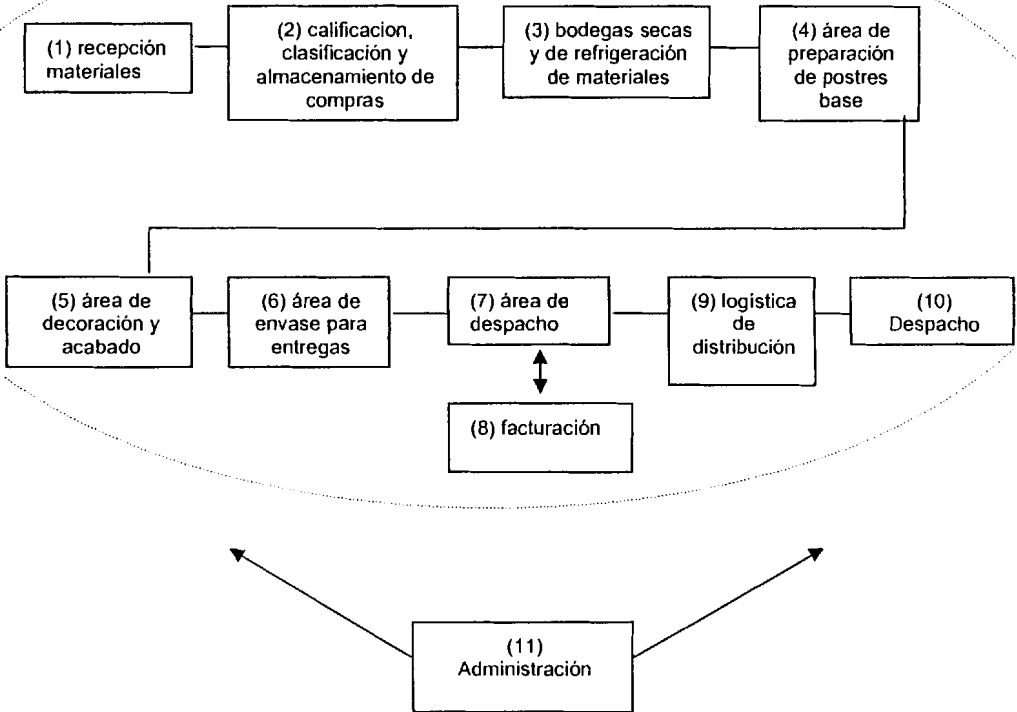 (1) recepción
materiales
(2) calificacion,
clasificación y
almacenamiento de
compras
(3) bodegas secas
y de refrigeración
de materiales
(4) área de
preparación
de postres
base
(5) área de
decoración y
acabado
(6) área de
envase para
entregas
(7) área de
despacho
(8) facturación
(9) logística
de
distribución
(10)
Despacho
(11)
Administración